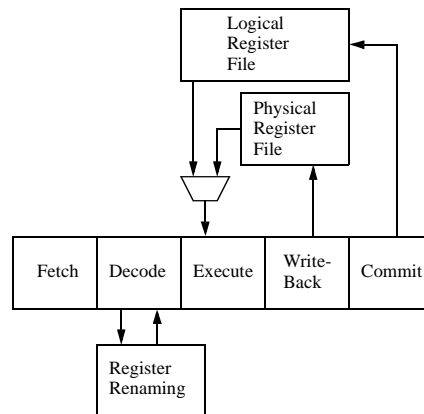 Logical
Register
File
Physical
Register
File
Fetch
Decode
Execute
Write-
Back
Commit
Register
Renaming